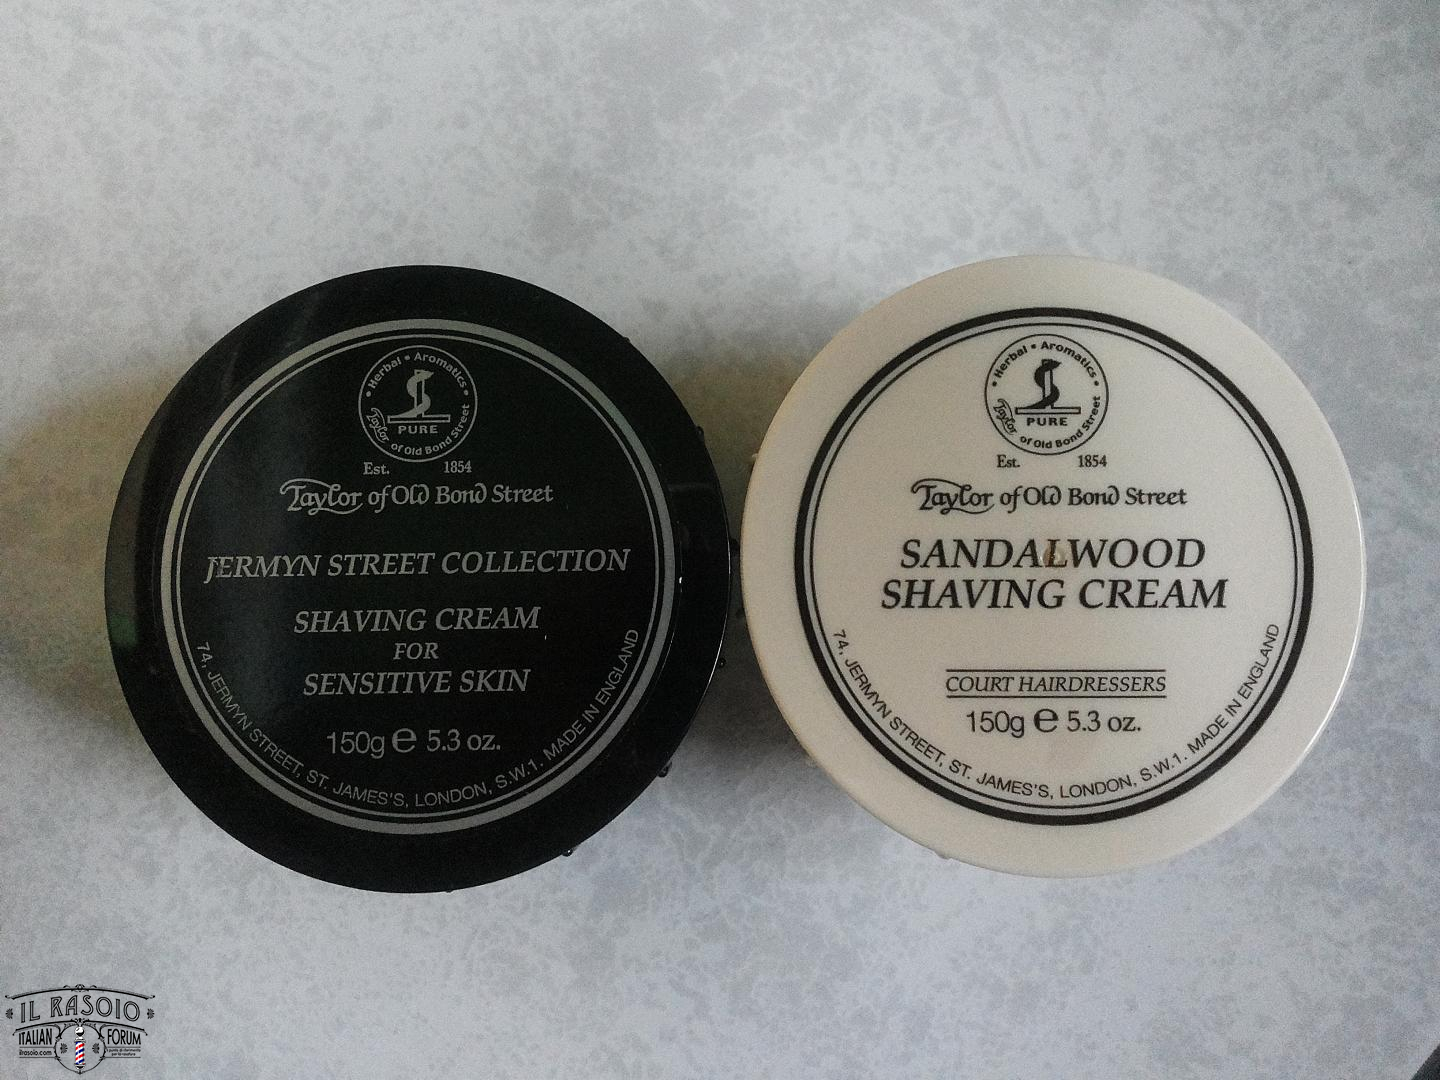 Herbal • Aromatics
PURE
Taylor of Old Bond Street
Est. 1854
Taylor of Old Bond Street
JERMYN STREET COLLECTION
SHAVING CREAM
FOR
SENSITIVE SKIN
150g ℮ 5.3 oz.
74, JERMYN STREET, ST. JAMES'S, LONDON, S.W.1. MADE IN ENGLAND
Herbal • Aromatics
PURE
Taylor of Old Bond Street
Est. 1854
Taylor of Old Bond Street
SANDALWOOD
SHAVING CREAM
COURT HAIRDRESSERS
150g ℮ 5.3 oz.
74, JERMYN STREET, ST. JAMES'S, LONDON, S.W.1. MADE IN ENGLAND
IL RASOIO
ITALIAN FORUM
ilrasoio.com